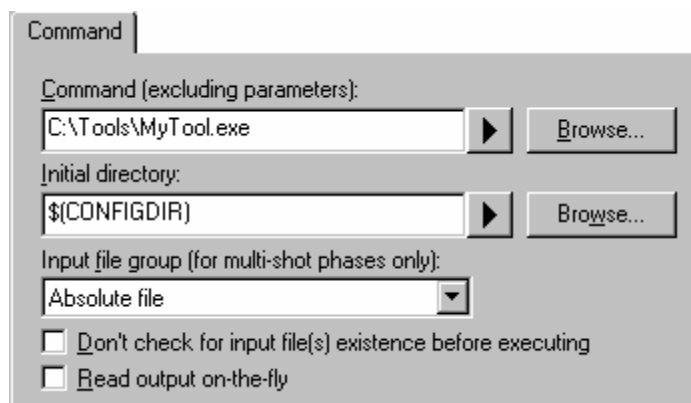 Command
Command (excluding parameters):
C:\Tools\MyTool.exe
Browse...
Initial directory:
$(CONFIGDIR)
Browse...
Input file group (for multi-shot phases only):
Absolute file
Don't check for input file(s) existence before executing
Read output on-the-fly